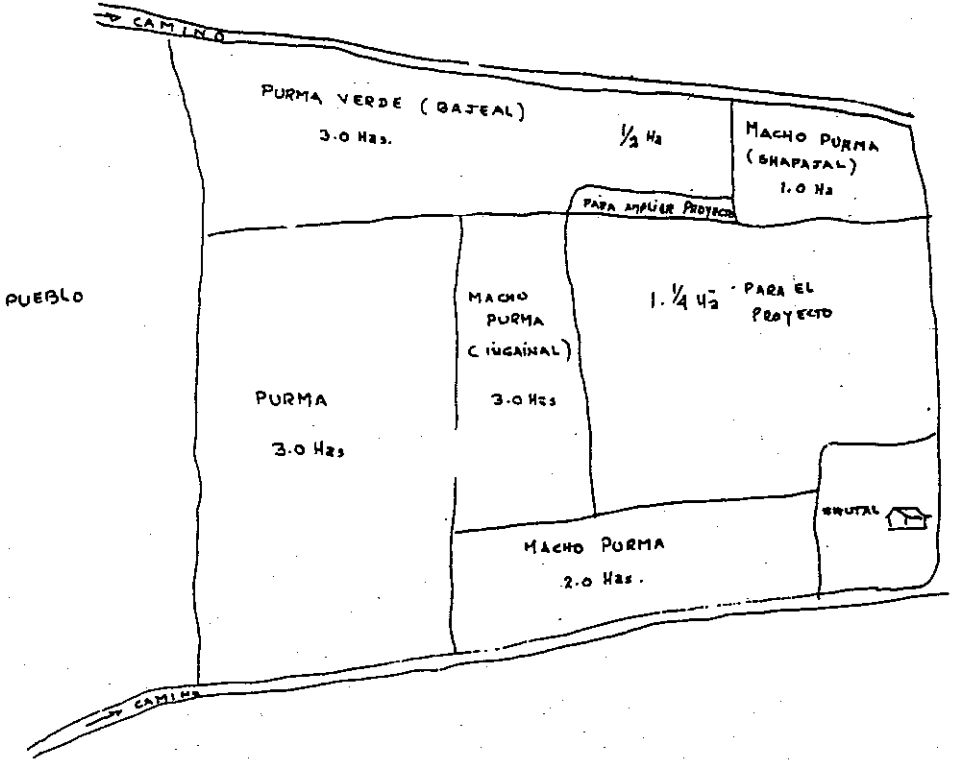 CAMINO
PURMA VERDE (BAJEAL)
3.0 Has.
1/2 Ha
MACHO PURMA
(SHAPAJAL)
1.0 Ha
PARA AMPLIAR PROYECTO
PUEBLO
MACHO
PURMA
(INGAINAL)
3.0 Has
1. 1/4 Ha PARA EL
PROYECTO
PURMA
3.0 Has
MACHO PURMA
2.0 Has.
CAMINO